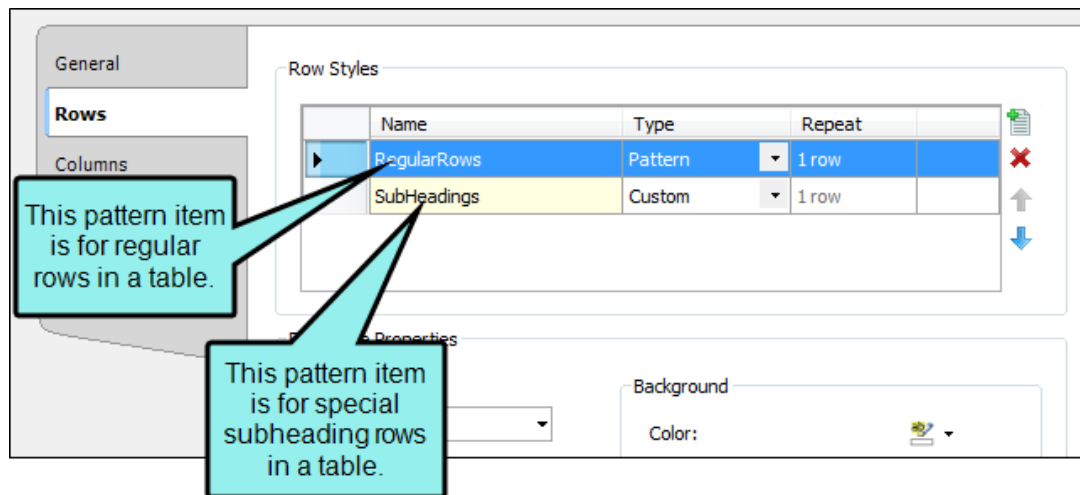 General
Rows
Columns
Row Styles
Name Type Repeat
RegularRows Pattern 1 row
SubHeadings Custom 1 row
This pattern item
is for regular
rows in a table.
Properties
This pattern item
is for special
subheading rows
in a table.
Background
Color: